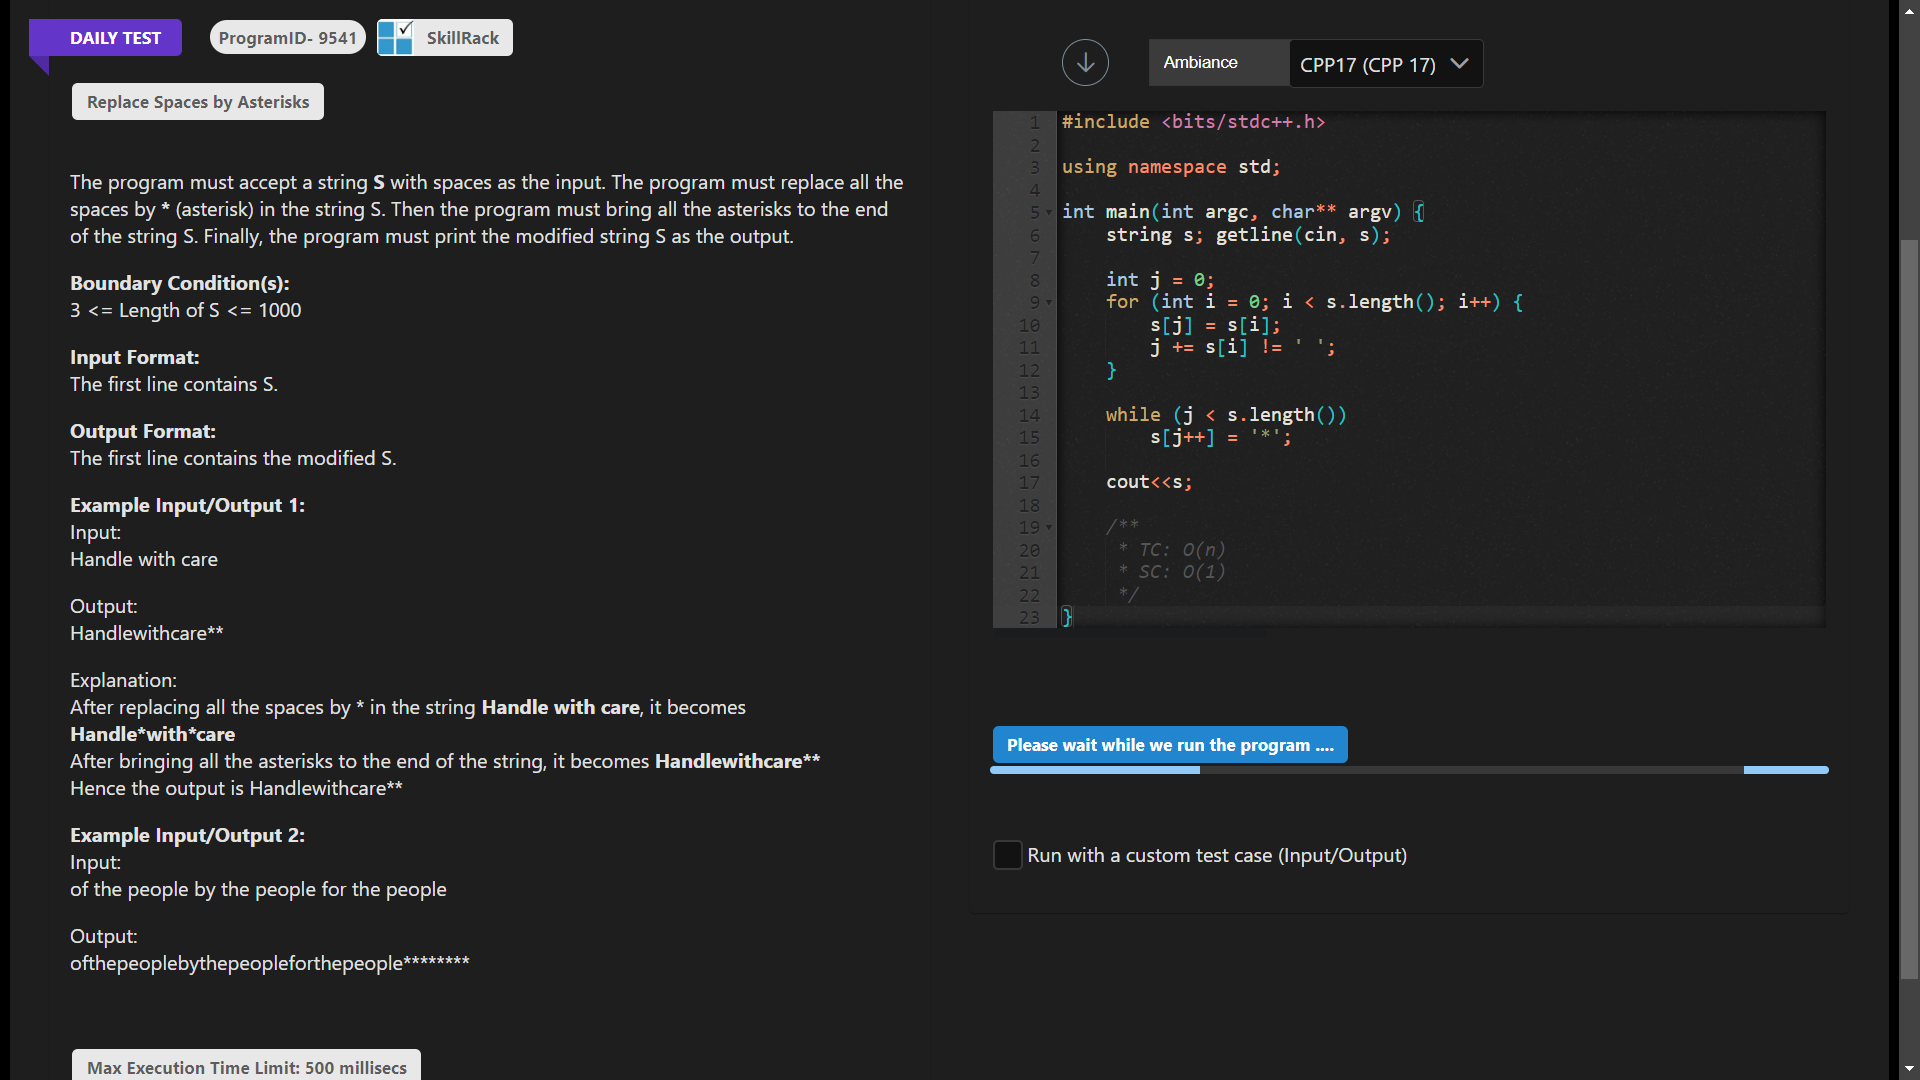 DAILY TEST
ProgramID- 9541
SkillRack
Replace Spaces by Asterisks
The program must accept a string S with spaces as the input. The program must replace all the
spaces by * (asterisk) in the string S. Then the program must bring all the asterisks to the end
of the string S. Finally, the program must print the modified string S as the output.
Boundary Condition(s):
3 <= Length of S <= 1000
Input Format:
The first line contains S.
Output Format:
The first line contains the modified S.
Example Input/Output 1:
Input:
Handle with care
Output:
Handlewithcare**
Explanation:
After replacing all the spaces by * in the string Handle with care, it becomes
Handle*with*care
After bringing all the asterisks to the end of the string, it becomes Handlewithcare**
Hence the output is Handlewithcare**
Example Input/Output 2:
Input:
of the people by the people for the people
Output:
ofthepeoplebythepeopleforthepeople********
Max Execution Time Limit: 500 millisecs
Ambiance
CPP17 (CPP 17)
1 #include <bits/stdc++.h>
2
3 using namespace std;
4
5 int main(int argc, char** argv) {
6     string s; getline(cin, s);
7
8     int j = 0;
9     for (int i = 0; i < s.length(); i++) {
10         s[j] = s[i];
11         j += s[i] != ' ';
12     }
13
14     while (j < s.length())
15         s[j++] = '*';
16
17     cout<<s;
18
19     /**
20      * TC: O(n)
21      * SC: O(1)
22      */
23 }
Please wait while we run the program ....
Run with a custom test case (Input/Output)